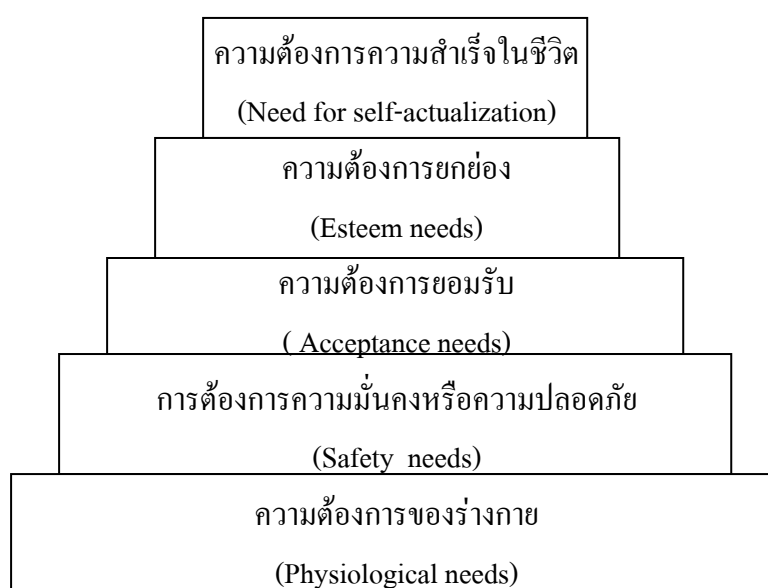 ความต้องการความสำเร็จในชีวิต
(Need for self-actualization)
ความต้องการยกย่อง
(Esteem needs)
ความต้องการยอมรับ
( Acceptance needs)
การต้องการความมั่นคงหรือความปลอดภัย
(Safety  needs)
ความต้องการของร่างกาย
(Physiological needs)